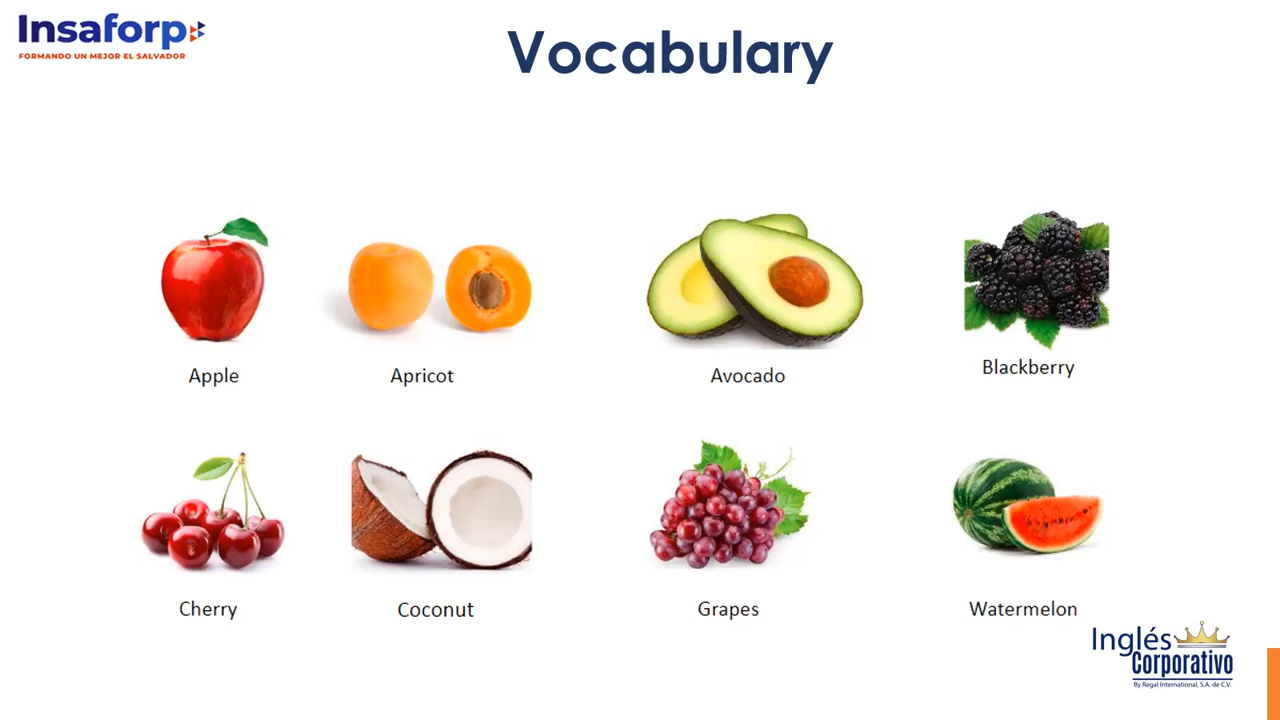 Insaforp
FORMANDO UN MEJOR EL SALVADOR
Vocabulary
Apple
Apricot
Avocado
Blackberry
Cherry
Coconut
Grapes
Watermelon
Inglés
Corporativo
By Regal International, S.A. de C.V.